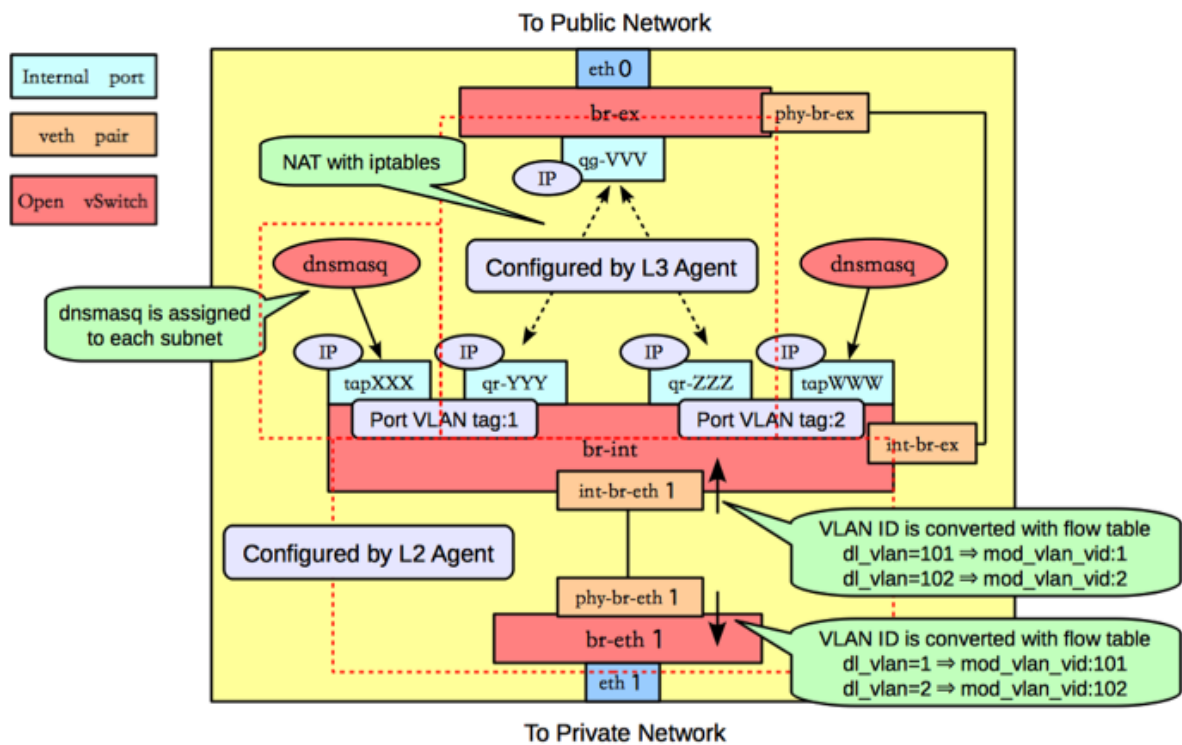 To Public Network
Internal port
veth pair
Open vSwitch
eth 0
br-ex
phy-br-ex
NAT with iptables
qg-VVV
IP
dnsmasq
Configured by L3 Agent
dnsmasq
dnsmasq is assigned
to each subnet
IP
IP
IP
IP
tapXXX
qr-YYY
qr-ZZZ
tapWWW
Port VLAN tag:1
Port VLAN tag:2
br-int
int-br-ex
int-br-eth 1
Configured by L2 Agent
VLAN ID is converted with flow table
dl_vlan=101 ⇒ mod_vlan_vid:1
dl_vlan=102 ⇒ mod_vlan_vid:2
phy-br-eth 1
br-eth 1
VLAN ID is converted with flow table
dl_vlan=1 ⇒ mod_vlan_vid:101
dl_vlan=2 ⇒ mod_vlan_vid:102
eth 1
To Private Network